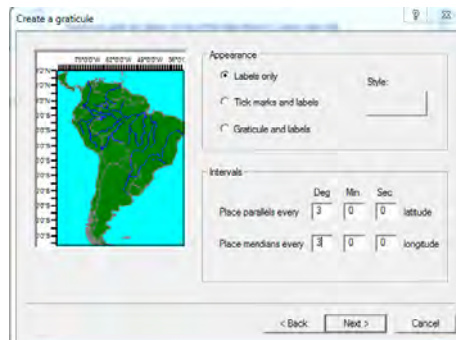 Create a graticule
Appearance
Labels only
Style:
Tick marks and labels
Graticule and labels
Intervals
Deg Min. Sec.
Place parallels every 3 0 0 latitude
Place meridians every 3 0 0 longitude
< Back Next > Cancel